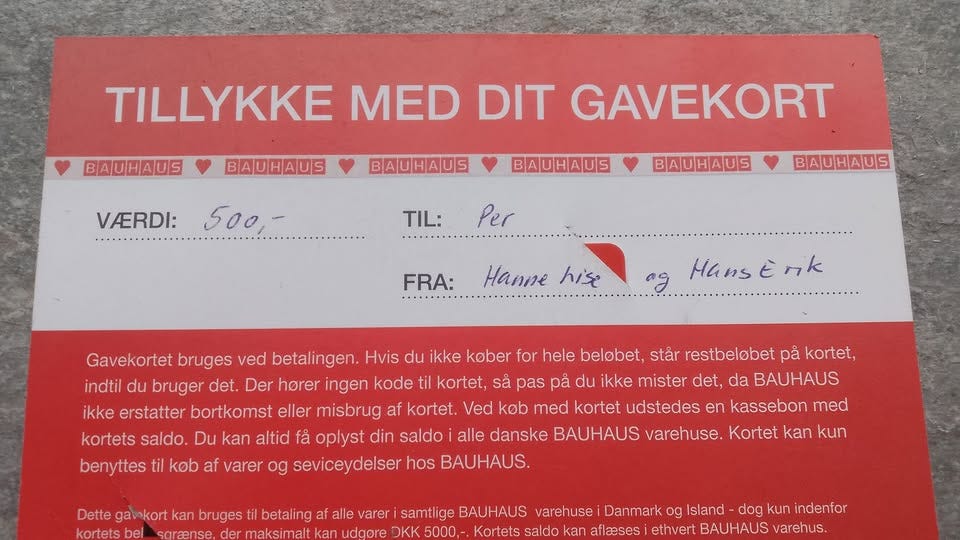 TILLYKKE MED DIT GAVEKORT
BAUHAUS BAUHAUS BAUHAUS BAUHAUS BAUHAUS BAUHAUS
VÆRDI: 500,- TIL: Per
FRA: Hanne Lise og Hans Erik
Gavekortet bruges ved betalingen. Hvis du ikke køber for hele beløbet, står restbeløbet på kortet,
indtil du bruger det. Der hører ingen kode til kortet, så pas på du ikke mister det, da BAUHAUS
ikke erstatter bortkomst eller misbrug af kortet. Ved køb med kortet udstedes en kassebon med
kortets saldo. Du kan altid få oplyst din saldo i alle danske BAUHAUS varehuse. Kortet kan kun
benyttes til køb af varer og seviceydelser hos BAUHAUS.
Dette gavekort kan bruges til betaling af alle varer i samtlige BAUHAUS varehuse i Danmark og Island - dog kun indenfor
kortets beløbsgrænse, der maksimalt kan udgøre DKK 5000,-. Kortets saldo kan aflæses i ethvert BAUHAUS varehus.